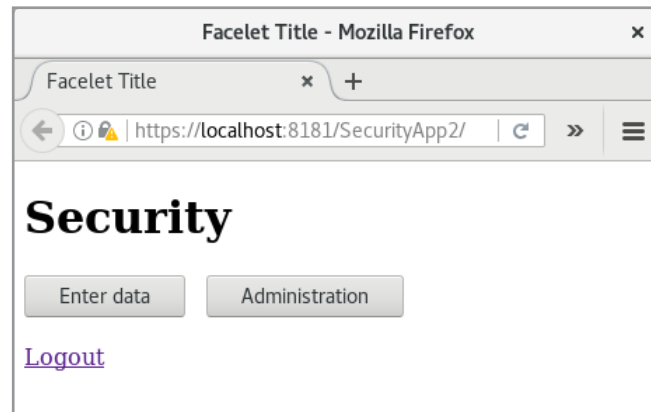 Facelet Title - Mozilla Firefox
Facelet Title
https://localhost:8181/SecurityApp2/
Security
Enter data Administration
Logout